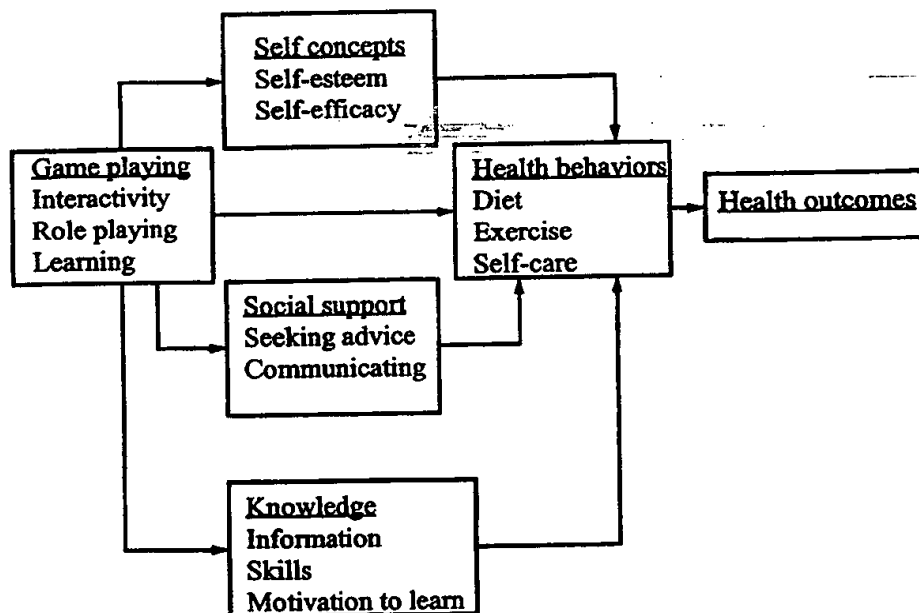 Self concepts
Self-esteem
Self-efficacy
Game playing
Interactivity
Role playing
Learning
Health behaviors
Diet
Exercise
Self-care
Health outcomes
Social support
Seeking advice
Communicating
Knowledge
Information
Skills
Motivation to learn